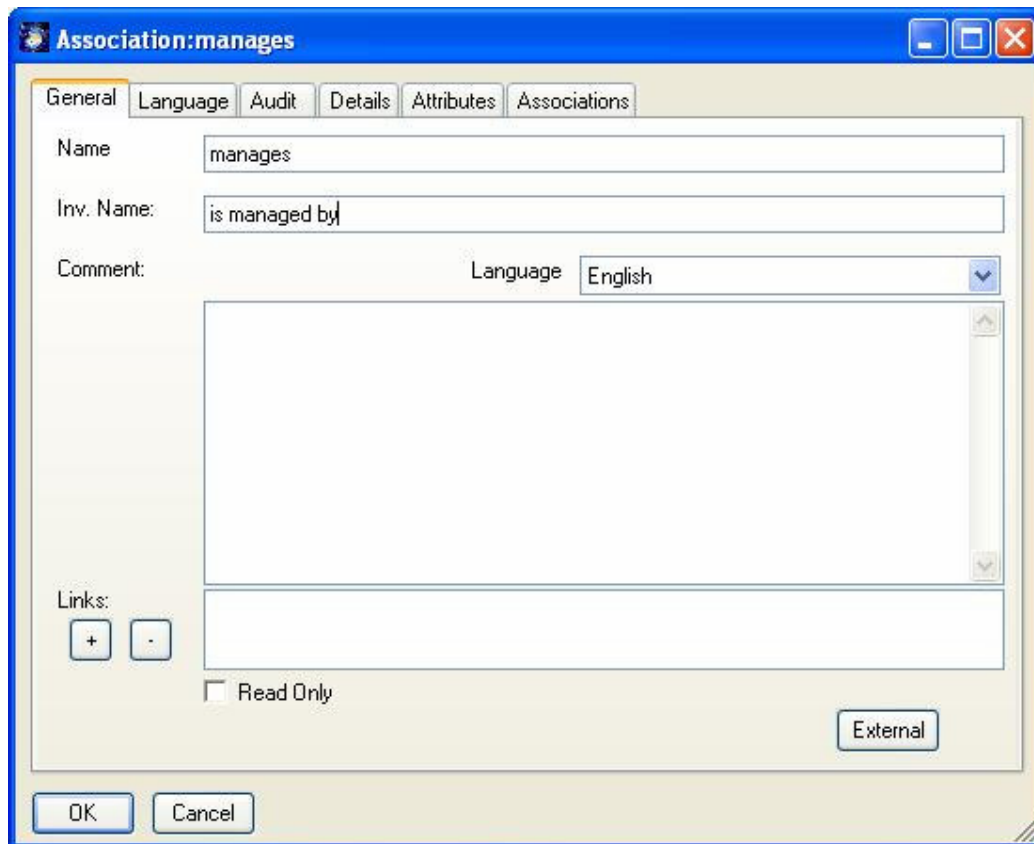 Association:manages
General Language Audit Details Attributes Associations
Name manages
Inv. Name: is managed by
Comment: Language English
Links:
+ -
Read Only
External
OK Cancel